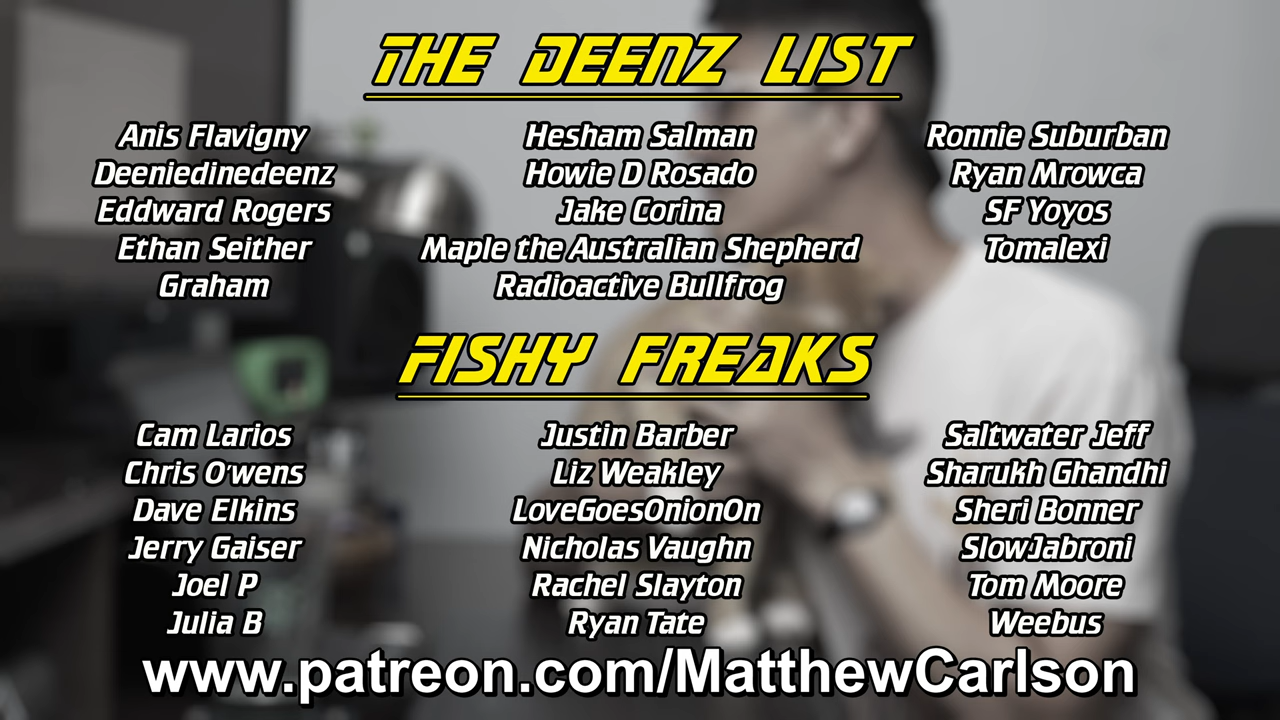 THE DEENZ LIST
Anis Flavigny
Deeniedinedeenz
Eddward Rogers
Ethan Seither
Graham
Hesham Salman
Howie D Rosado
Jake Corina
Maple the Australian Shepherd
Radioactive Bullfrog
Ronnie Suburban
Ryan Mrowca
SF Yoyos
Tomalexi
FISHY FREAKS
Cam Larios
Chris O'wens
Dave Elkins
Jerry Gaiser
Joel P
Julia B
Justin Barber
Liz Weakley
LoveGoesOnionOn
Nicholas Vaughn
Rachel Slayton
Ryan Tate
Saltwater Jeff
Sharukh Ghandhi
Sheri Bonner
SlowJabroni
Tom Moore
Weebus
www.patreon.com/MatthewCarlson